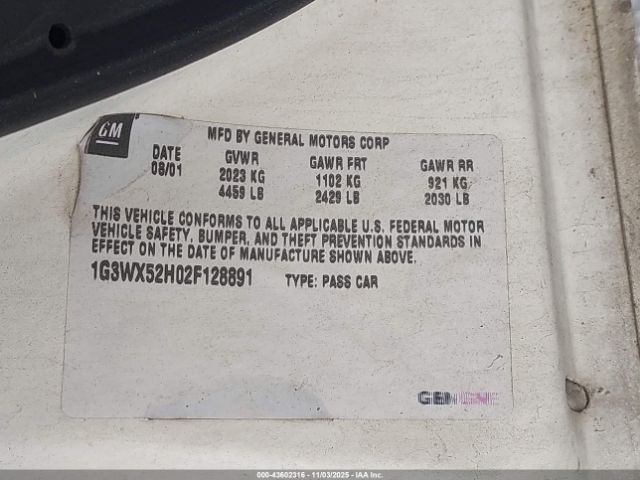 GM
MFD BY GENERAL MOTORS CORP
DATE GVWR GAWR FRT GAWR RR
08/01 2023 KG 1102 KG 921 KG
4459 LB 2429 LB 2030 LB
THIS VEHICLE CONFORMS TO ALL APPLICABLE U.S. FEDERAL MOTOR
VEHICLE SAFETY, BUMPER, AND THEFT PREVENTION STANDARDS IN
EFFECT ON THE DATE OF MANUFACTURE SHOWN ABOVE.
1G3WX52H02F128891 TYPE: PASS CAR
000-43602316 - 11/03/2025 - IAA Inc.